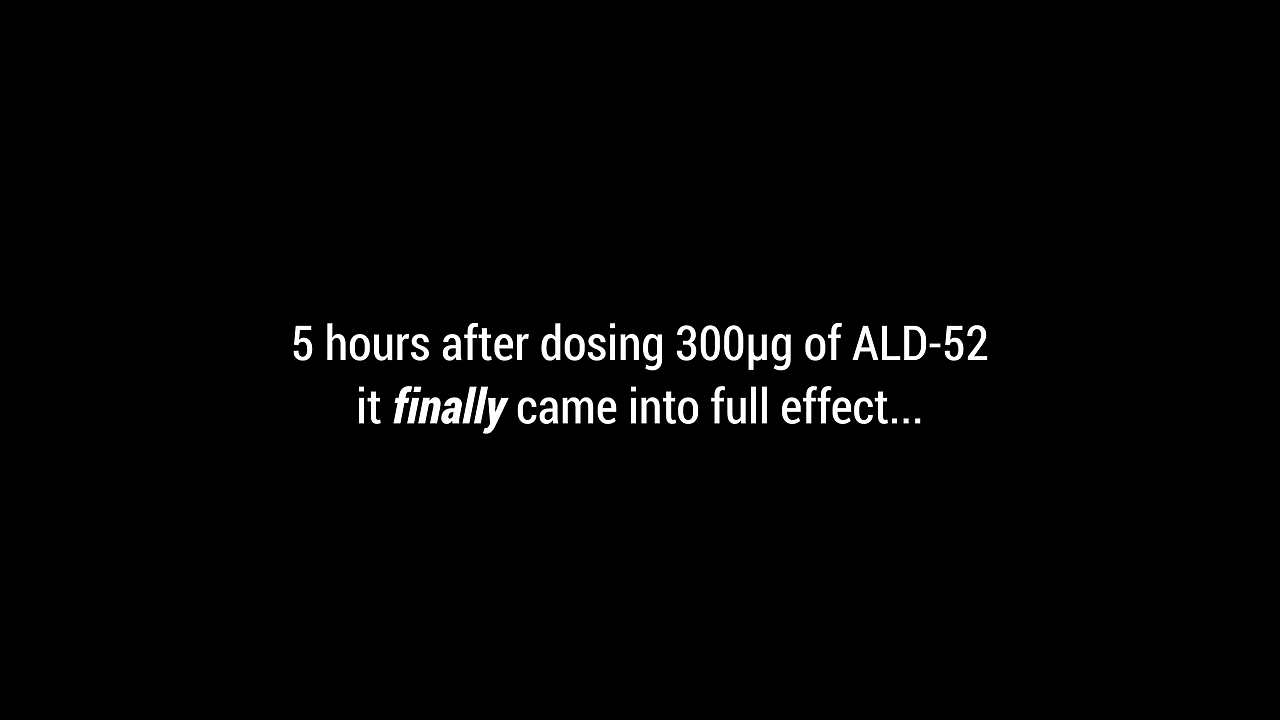 5 hours after dosing 300µg of ALD-52
it finally came into full effect...